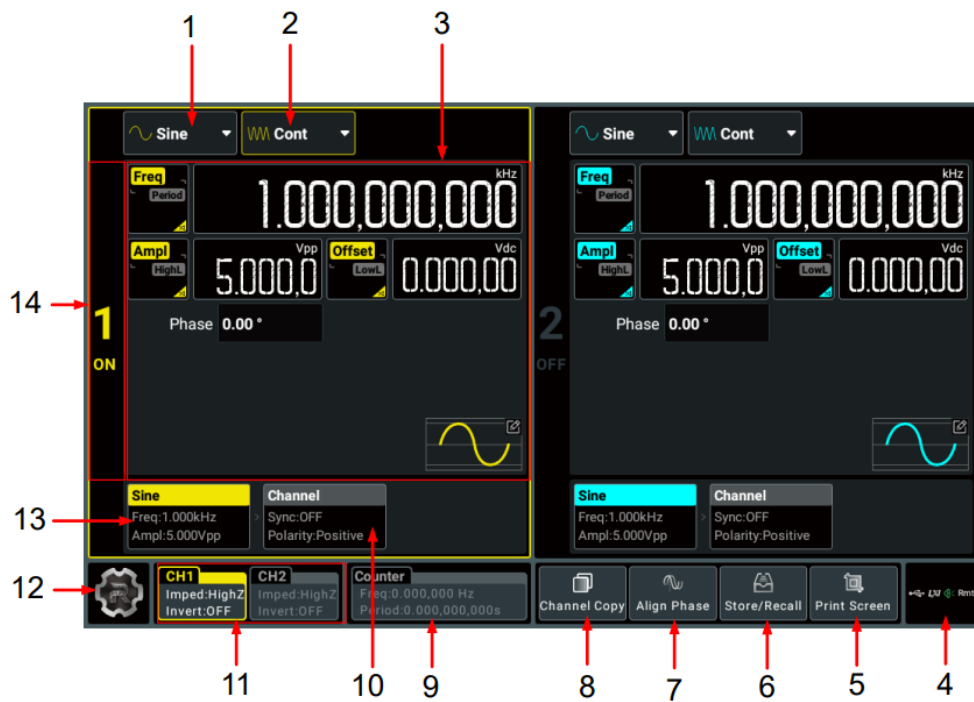 1 2 3
Sine Cont Sine Cont
Freq kHz Freq kHz
Period 1.000,000,000 Period 1.000,000,000
Ampl Vpp Offset Vdc Ampl Vpp Offset Vdc
HighL 5.000,0 LowL 0.000,00 HighL 5.000,0 LowL 0.000,00
14
1 Phase 0.00 ° 2 Phase 0.00 °
ON OFF
Sine Channel Sine Channel
13 Freq:1.000kHz > Sync:OFF Freq:1.000kHz > Sync:OFF
Ampl:5.000Vpp Polarity:Positive Ampl:5.000Vpp Polarity:Positive
12 CH1 CH2 Counter
Imped:HighZ Imped:HighZ Freq:0.000,000 Hz
Invert:OFF Invert:OFF Period:0.000,000,000s
Channel Copy Align Phase Store/Recall Print Screen LXI Rmt
11 10 9 8 7 6 5 4